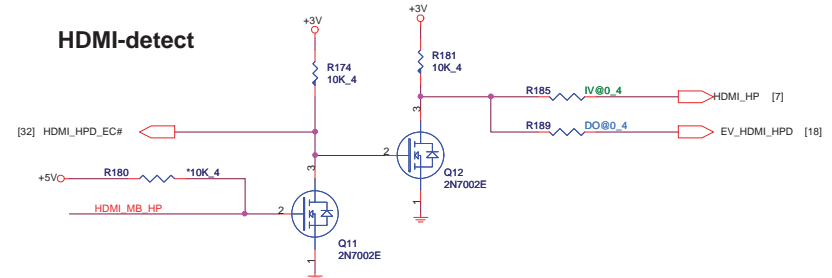 HDMI-detect
+3V
+3V
R174
10K_4
R181
10K_4
R185 IV@0_4 HDMI_HP [7]
3
[32] HDMI_HPD_EC#
R189 DO@0_4 EV_HDMI_HPD [18]
2
3
Q12
2N7002E
+5V R180 *10K_4
1
HDMI_MB_HP 2
Q11
2N7002E
1